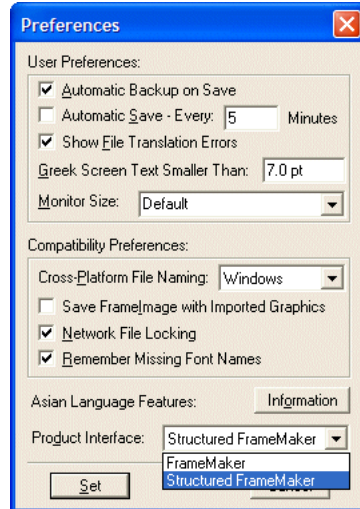 Preferences
User Preferences:
Automatic Backup on Save
Automatic Save - Every: 5 Minutes
Show File Translation Errors
Greek Screen Text Smaller Than: 7.0 pt
Monitor Size: Default
Compatibility Preferences:
Cross-Platform File Naming: Windows
Save FrameImage with Imported Graphics
Network File Locking
Remember Missing Font Names
Asian Language Features: Information
Product Interface: Structured FrameMaker
FrameMaker
Structured FrameMaker
Set